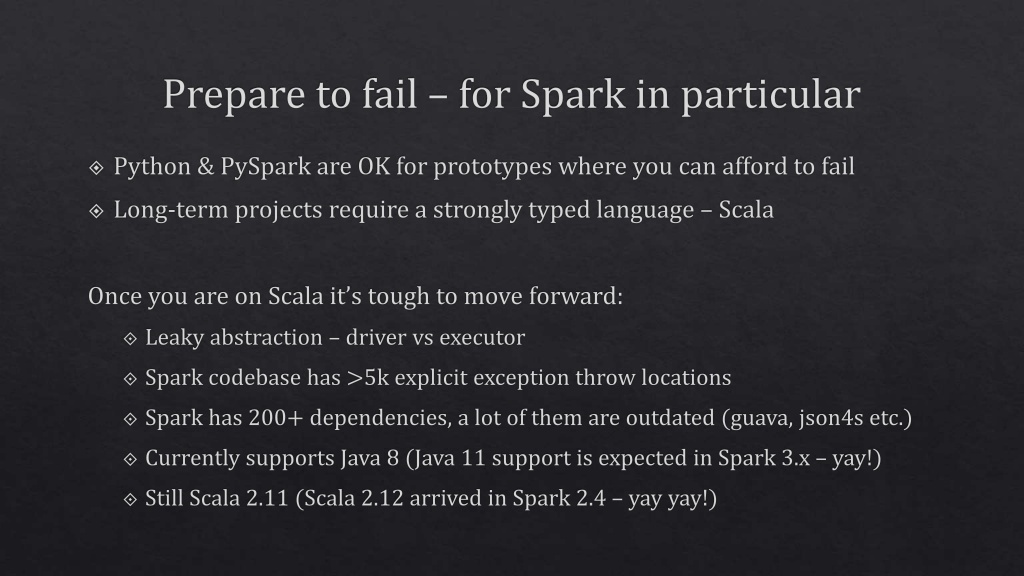 Prepare to fail – for Spark in particular
Python & PySpark are OK for prototypes where you can afford to fail
Long-term projects require a strongly typed language – Scala
Once you are on Scala it’s tough to move forward:
Leaky abstraction – driver vs executor
Spark codebase has >5k explicit exception throw locations
Spark has 200+ dependencies, a lot of them are outdated (guava, json4s etc.)
Currently supports Java 8 (Java 11 support is expected in Spark 3.x – yay!)
Still Scala 2.11 (Scala 2.12 arrived in Spark 2.4 – yay yay!)